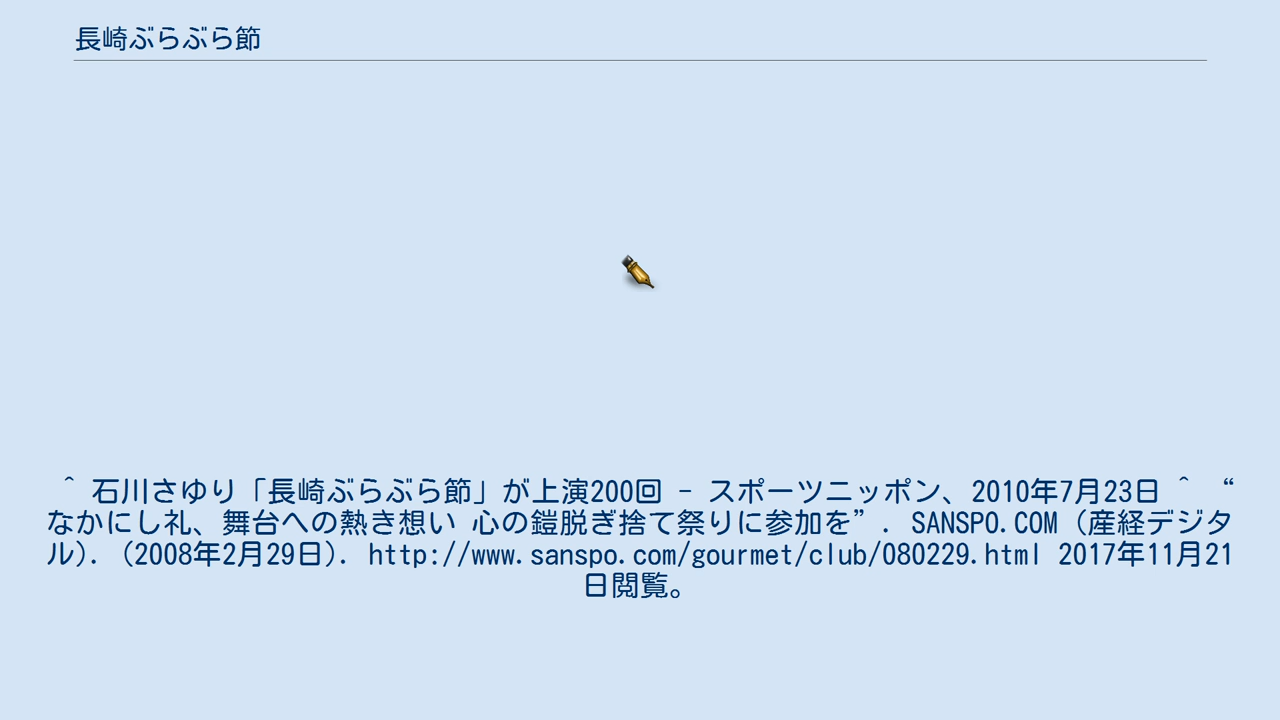 長崎ぶらぶら節
^ 石川さゆり「長崎ぶらぶら節」が上演200回 - スポーツニッポン、2010年7月23日 ^ “
なかにし礼、舞台への熱き想い 心の鎧脱ぎ捨て祭りに参加を”. SANSPO.COM (産経デジタ
ル). (2008年2月29日). http://www.sanspo.com/gourmet/club/080229.html 2017年11月21
日閲覧。